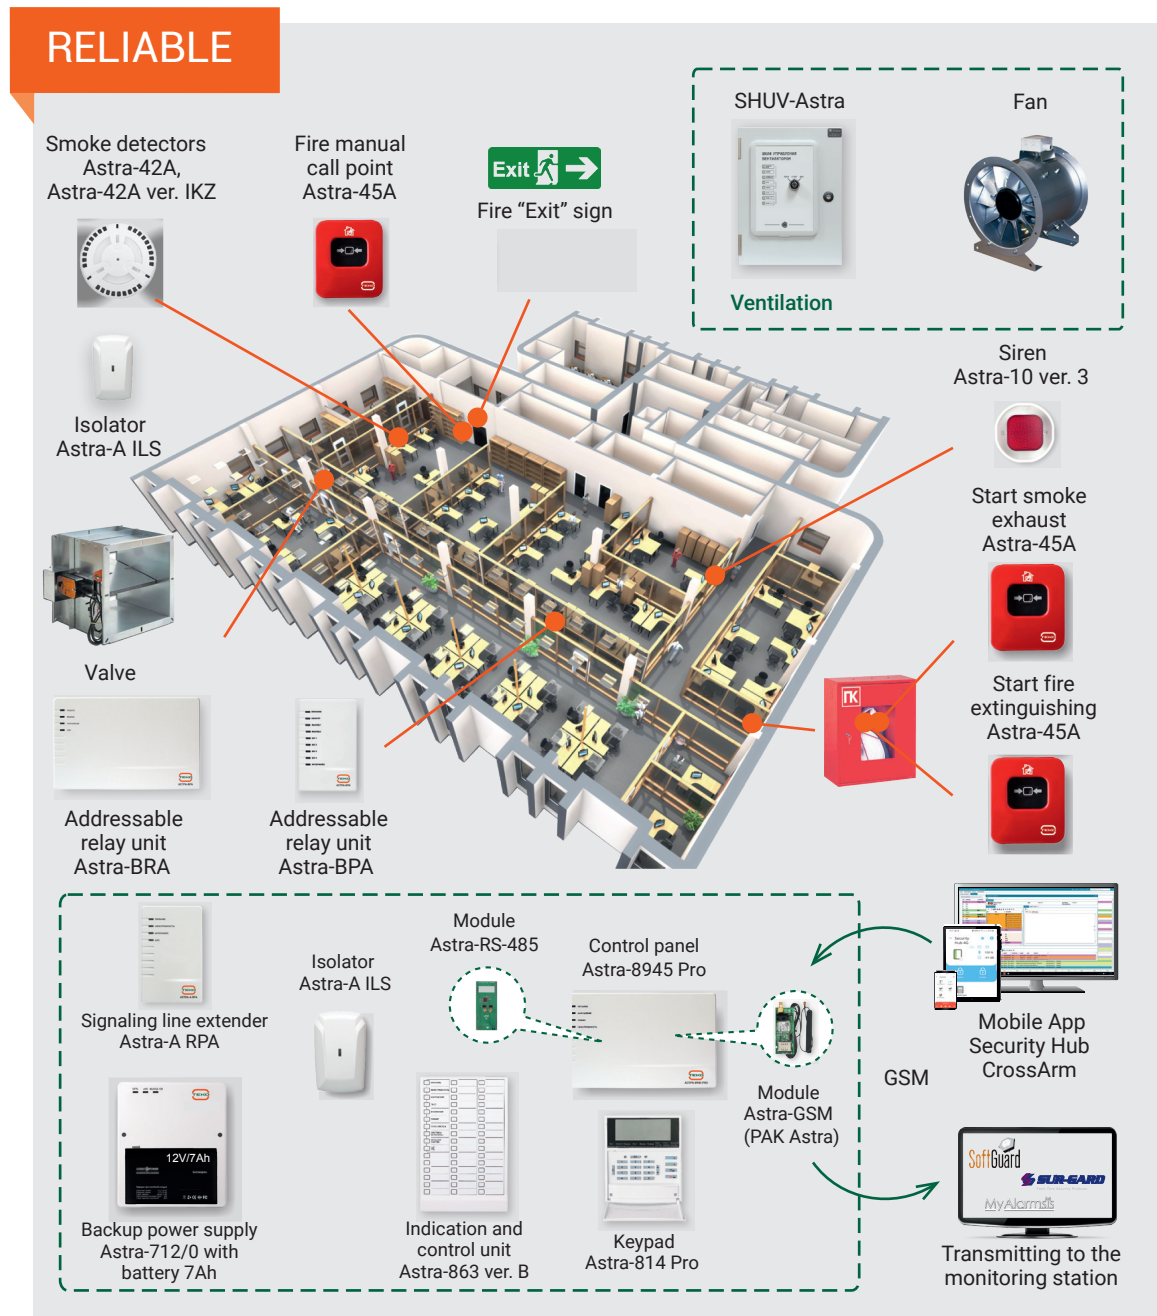 RELIABLE
Smoke detectors
Astra-42A,
Astra-42A ver. IKZ
Fire manual
call point
Astra-45A
Exit
Fire “Exit” sign
SHUV-Astra
Fan
Ventilation
Isolator
Astra-A ILS
Siren
Astra-10 ver. 3
Start smoke
exhaust
Astra-45A
Valve
ПК
Start fire
extinguishing
Astra-45A
Addressable
relay unit
Astra-BRA
Addressable
relay unit
Astra-BPA
Signaling line extender
Astra-A RPA
Isolator
Astra-A ILS
Module
Astra-RS-485
Control panel
Astra-8945 Pro
Module
Astra-GSM
(PAK Astra)
GSM
Mobile App
Security Hub
CrossArm
12V/7Ah
Backup power supply
Astra-712/0 with
battery 7Ah
Indication and
control unit
Astra-863 ver. B
Keypad
Astra-814 Pro
SoftGuard
SUR-GARD
MyAlarmsis
Transmitting to the
monitoring station